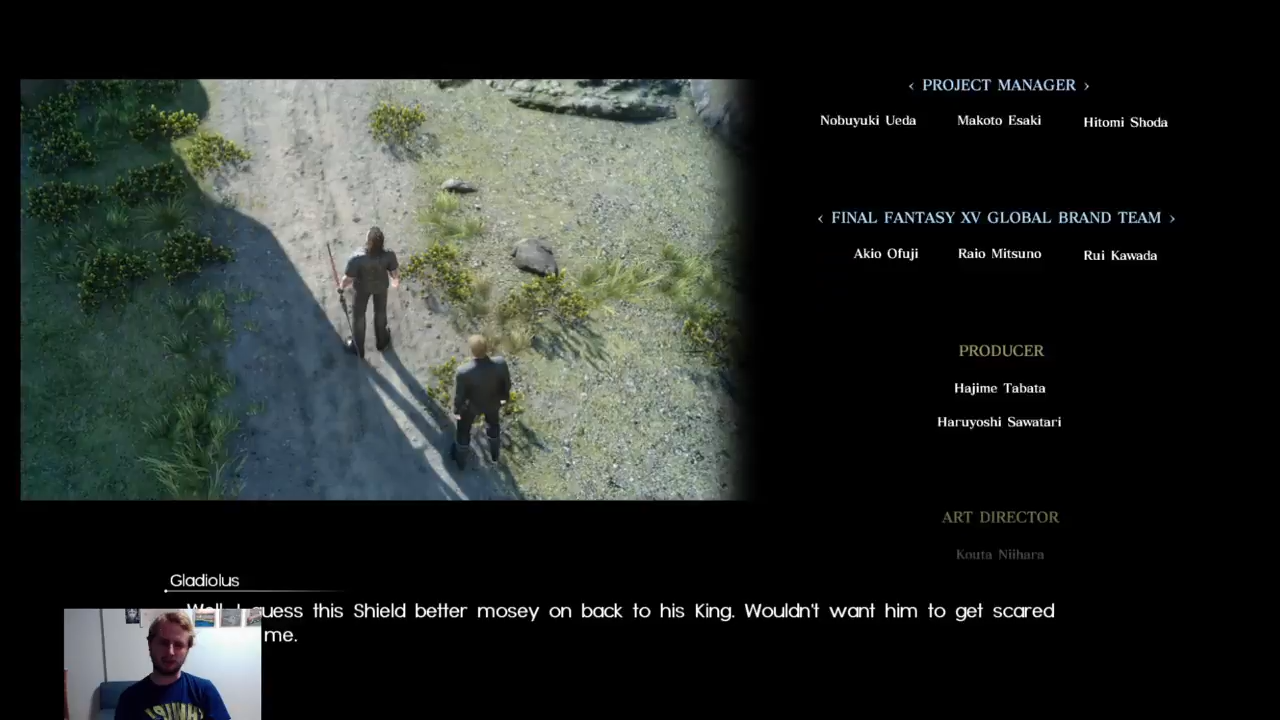 ‹ PROJECT MANAGER ›
Nobuyuki Ueda Makoto Esaki Hitomi Shoda
‹ FINAL FANTASY XV GLOBAL BRAND TEAM ›
Akio Ofuji Raio Mitsuno Rui Kawada
PRODUCER
Hajime Tabata
Haruyoshi Sawatari
ART DIRECTOR
Kouta Niihara
Gladiolus
Well, I guess this Shield better mosey on back to his King. Wouldn't want him to get scared
me.